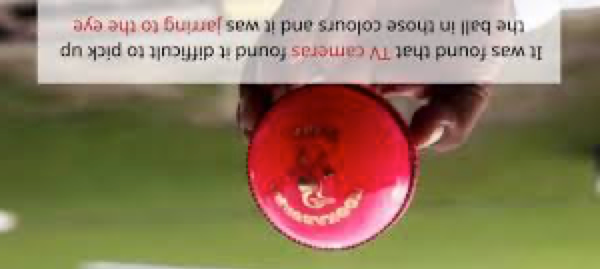 It was found that TV cameras found it difficult to pick up
the ball in those colours and it was jarring to the eye
KOOKABURRA